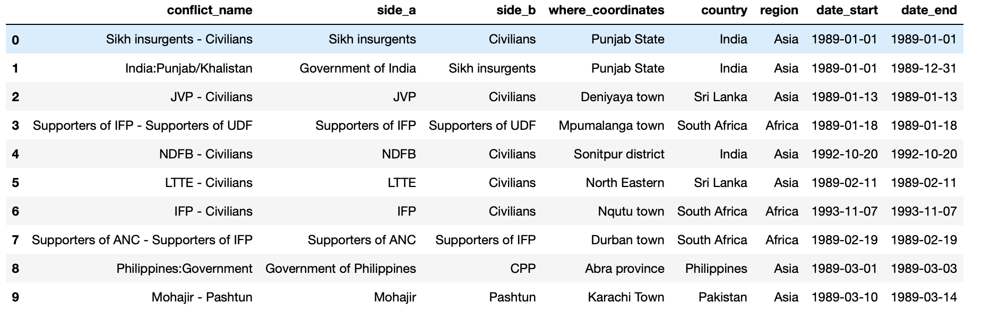 conflict_name side_a side_b where_coordinates country region date_start date_end
0 Sikh insurgents - Civilians Sikh insurgents Civilians Punjab State India Asia 1989-01-01 1989-01-01
1 India:Punjab/Khalistan Government of India Sikh insurgents Punjab State India Asia 1989-01-01 1989-12-31
2 JVP - Civilians JVP Civilians Deniyaya town Sri Lanka Asia 1989-01-13 1989-01-13
3 Supporters of IFP - Supporters of UDF Supporters of IFP Supporters of UDF Mpumalanga town South Africa Africa 1989-01-18 1989-01-18
4 NDFB - Civilians NDFB Civilians Sonitpur district India Asia 1992-10-20 1992-10-20
5 LTTE - Civilians LTTE Civilians North Eastern Sri Lanka Asia 1989-02-11 1989-02-11
6 IFP - Civilians IFP Civilians Nqutu town South Africa Africa 1993-11-07 1993-11-07
7 Supporters of ANC - Supporters of IFP Supporters of ANC Supporters of IFP Durban town South Africa Africa 1989-02-19 1989-02-19
8 Philippines:Government Government of Philippines CPP Abra province Philippines Asia 1989-03-01 1989-03-03
9 Mohajir - Pashtun Mohajir Pashtun Karachi Town Pakistan Asia 1989-03-10 1989-03-14